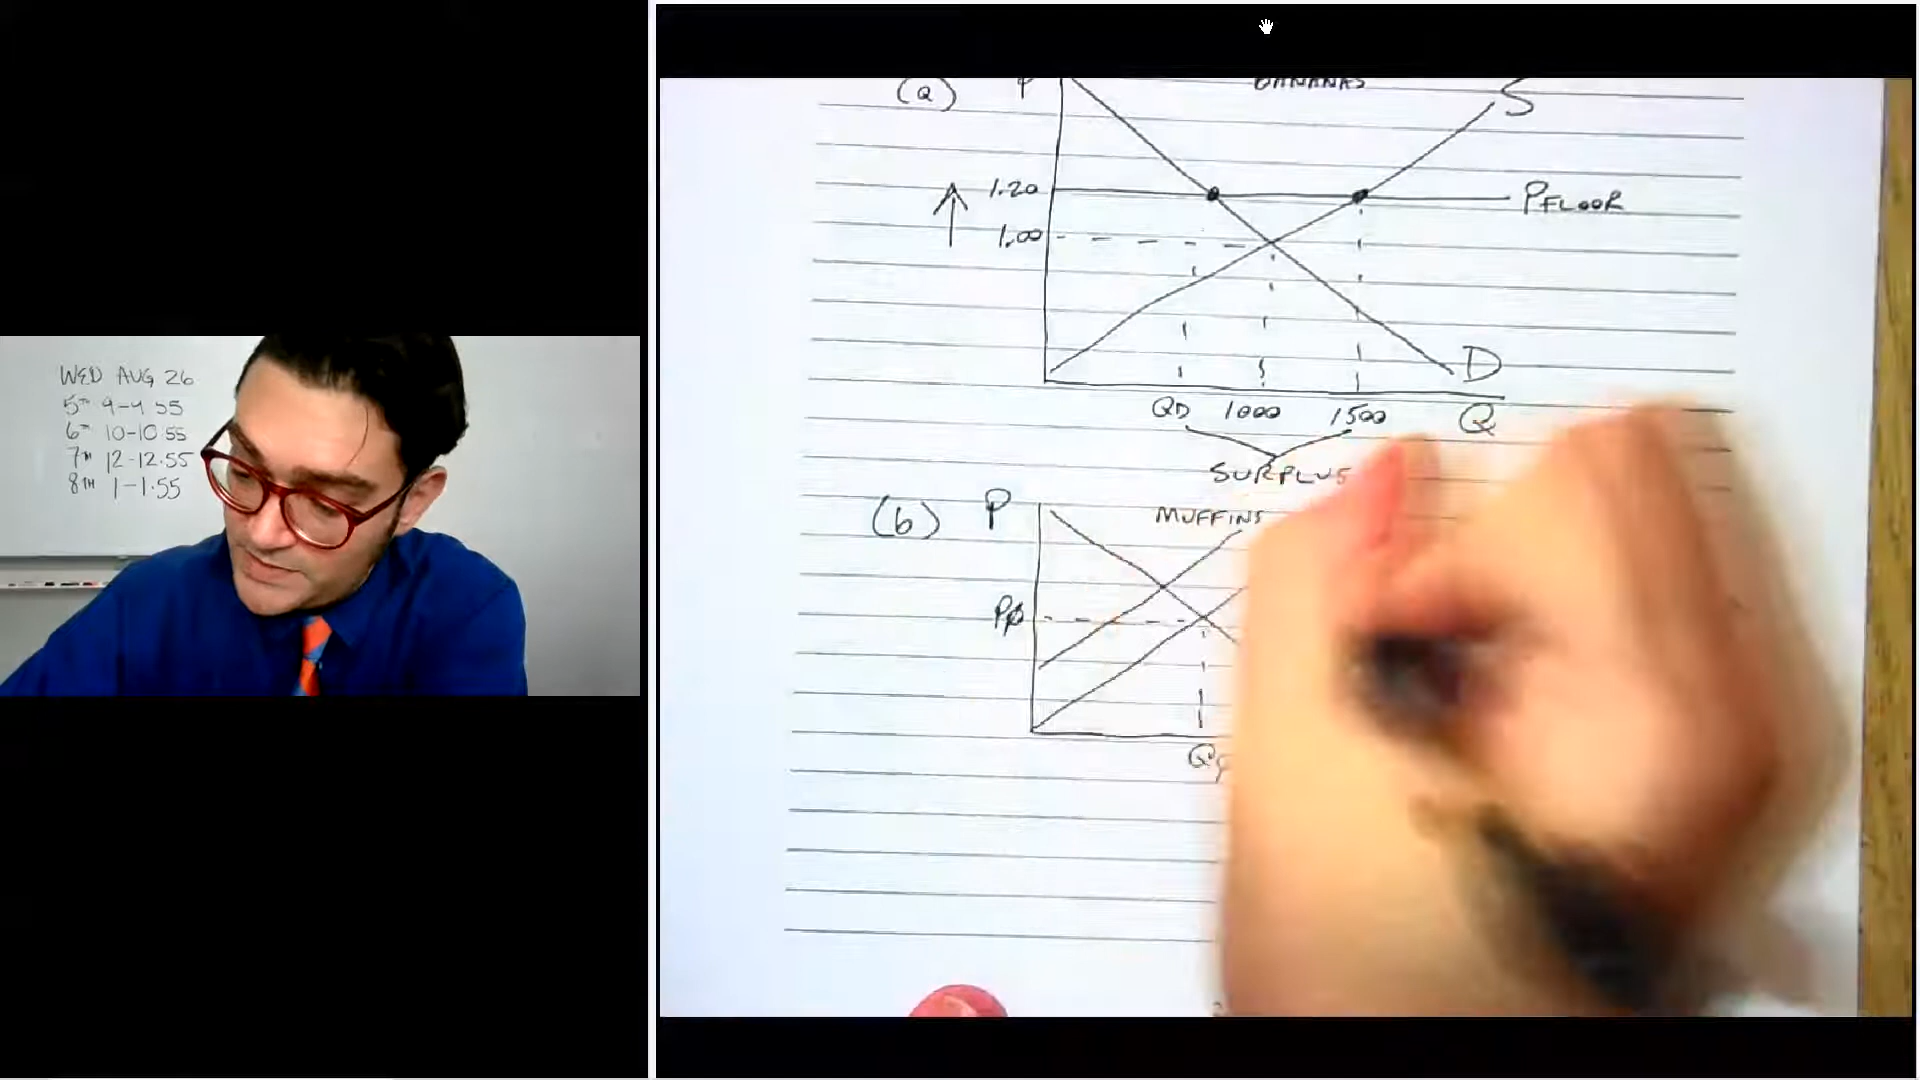 WED AUG 26
5TH 9-9 55
6TH 10-10.55
7TH 12-12.55
8TH 1-1.55
(a) P BANANAS S
1.20 PFLOOR
1.00
D
QD 1000 1500 Q
SURPLUS
(b) P MUFFINS